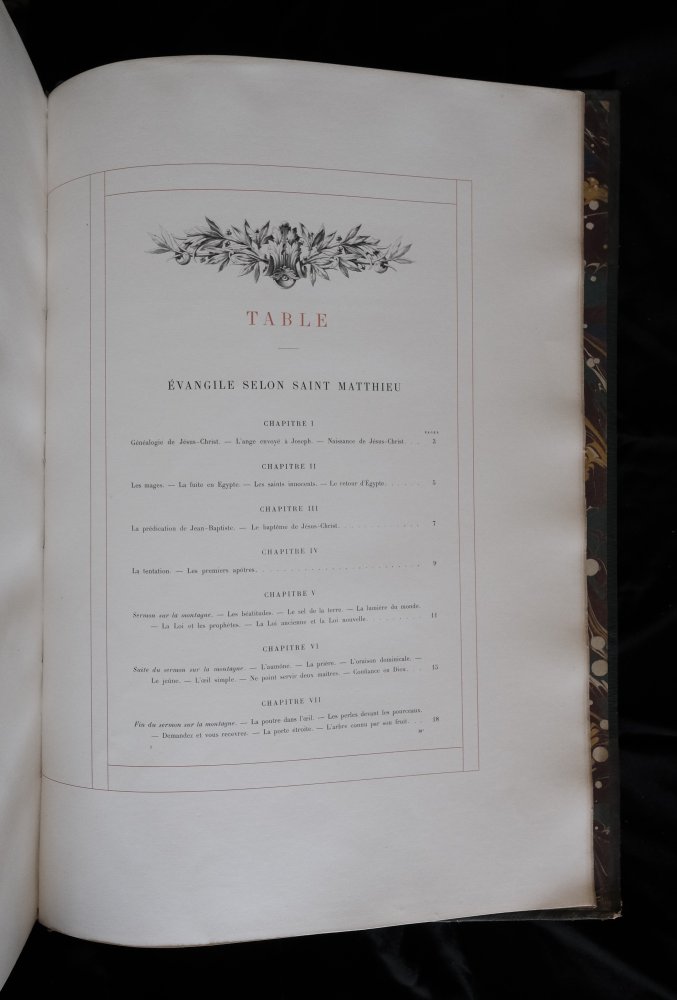 TABLE
ÉVANGILE SELON SAINT MATTHIEU
CHAPITRE I
PAGES
Généalogie de Jésus-Christ. — L'ange envoyé à Joseph. — Naissance de Jésus-Christ. . . 3
CHAPITRE II
Les mages. — La fuite en Égypte. — Les saints innocents. — Le retour d'Égypte. . . . . . 5
CHAPITRE III
La prédication de Jean-Baptiste. — Le baptême de Jésus-Christ. . . . . . . . . . . . 7
CHAPITRE IV
La tentation. — Les premiers apôtres. . . . . . . . . . . . . . . . . . . . . . . 9
CHAPITRE V
Sermon sur la montagne. — Les béatitudes. — Le sel de la terre. — La lumière du monde.
— La Loi et les prophètes. — La Loi ancienne et la Loi nouvelle. . . . . . . . . 11
CHAPITRE VI
Suite du sermon sur la montagne. — L'aumône. — La prière. — L'oraison dominicale. —
Le jeûne. — L'œil simple. — Ne point servir deux maîtres. — Confiance en Dieu. . . 15
CHAPITRE VII
Fin du sermon sur la montagne. — La poutre dans l'œil. — Les perles devant les pourceaux.
— Demandez et vous recevrez. — La porte étroite. — L'arbre connu par son fruit. . . 18